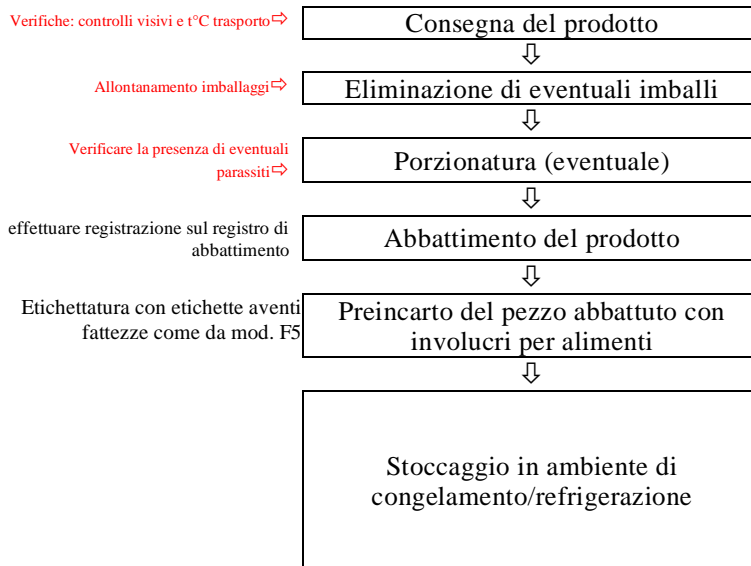 Verifiche: controlli visivi e t°C trasporto⇨
Consegna del prodotto
⇩
Allontanamento imballaggi⇨
Eliminazione di eventuali imballi
⇩
Verificare la presenza di eventuali
parassiti⇨
Porzionatura (eventuale)
⇩
effettuare registrazione sul registro di
abbattimento
Abbattimento del prodotto
⇩
Etichettatura con etichette aventi
fattezze come da mod. F5
Preincarto del pezzo abbattuto con
involucri per alimenti
⇩
Stoccaggio in ambiente di
congelamento/refrigerazione